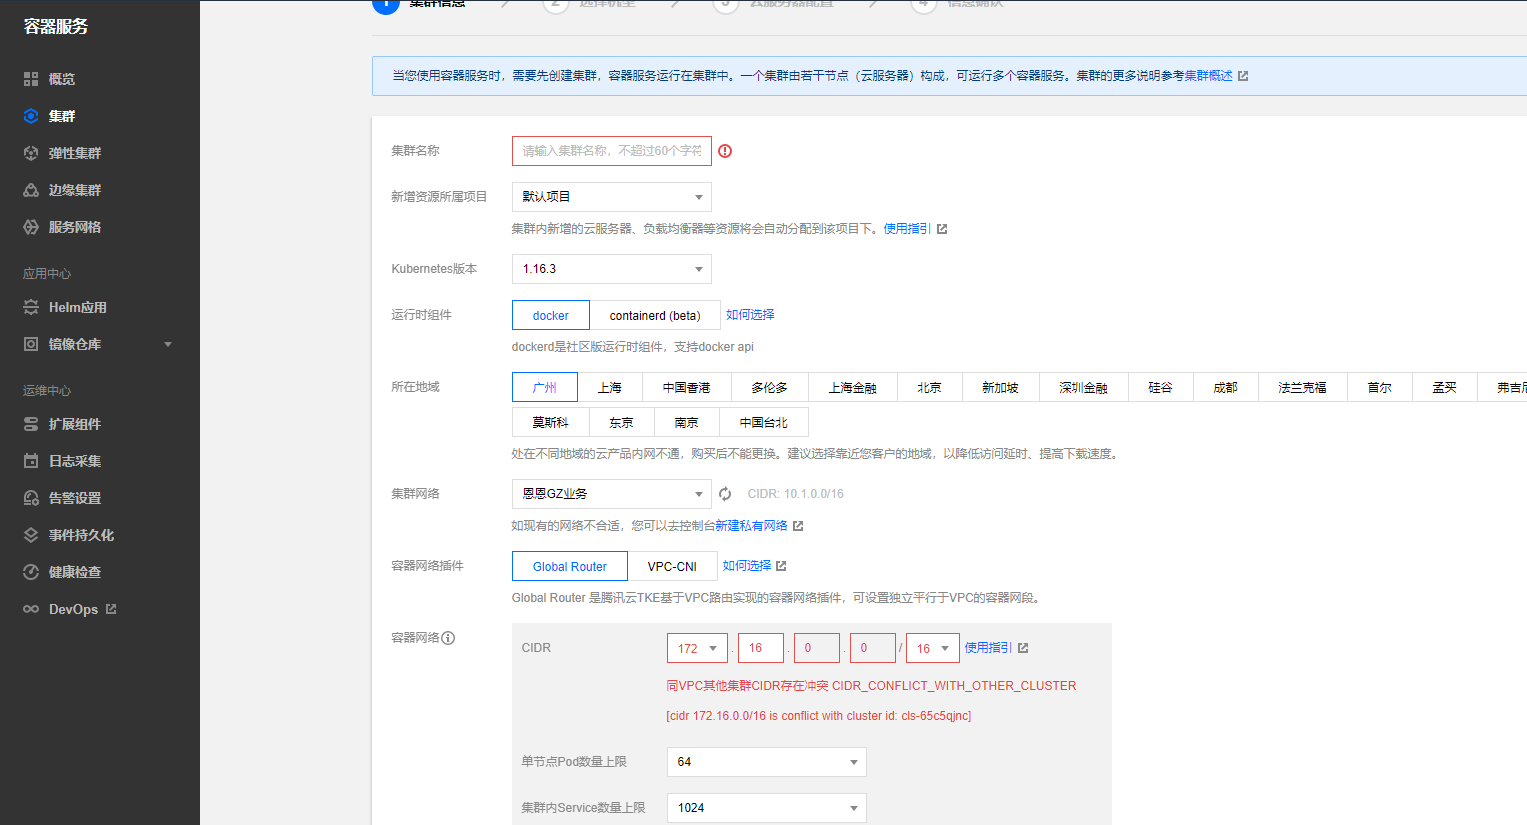 容器服务
概览
集群
弹性集群
边缘集群
服务网格
应用中心
Helm应用
镜像仓库
运维中心
扩展组件
日志采集
告警设置
事件持久化
健康检查
DevOps
1 集群信息 2 选择机型 3 云服务器配置 4 信息确认
当您使用容器服务时，需要先创建集群，容器服务运行在集群中。一个集群由若干节点（云服务器）构成，可运行多个容器服务。集群的更多说明参考集群概述
集群名称 请输入集群名称，不超过60个字符
新增资源所属项目 默认项目
集群内新增的云服务器、负载均衡器等资源将会自动分配到该项目下。使用指引
Kubernetes版本 1.16.3
运行时组件 docker containerd (beta) 如何选择
dockerd是社区版运行时组件，支持docker api
所在地域 广州 上海 中国香港 多伦多 上海金融 北京 新加坡 深圳金融 硅谷 成都 法兰克福 首尔 孟买 弗吉尼
莫斯科 东京 南京 中国台北
处在不同地域的云产品内网不通，购买后不能更换。建议选择靠近您客户的地域，以降低访问延时、提高下载速度。
集群网络 恩恩GZ业务 CIDR: 10.1.0.0/16
如现有的网络不合适，您可以去控制台新建私有网络
容器网络插件 Global Router VPC-CNI 如何选择
Global Router 是腾讯云TKE基于VPC路由实现的容器网络插件，可设置独立平行于VPC的容器网段。
容器网络
CIDR 172 . 16 . 0 . 0 / 16 使用指引
同VPC其他集群CIDR存在冲突 CIDR_CONFLICT_WITH_OTHER_CLUSTER
[cidr 172.16.0.0/16 is conflict with cluster id: cls-65c5qjnc]
单节点Pod数量上限 64
集群内Service数量上限 1024